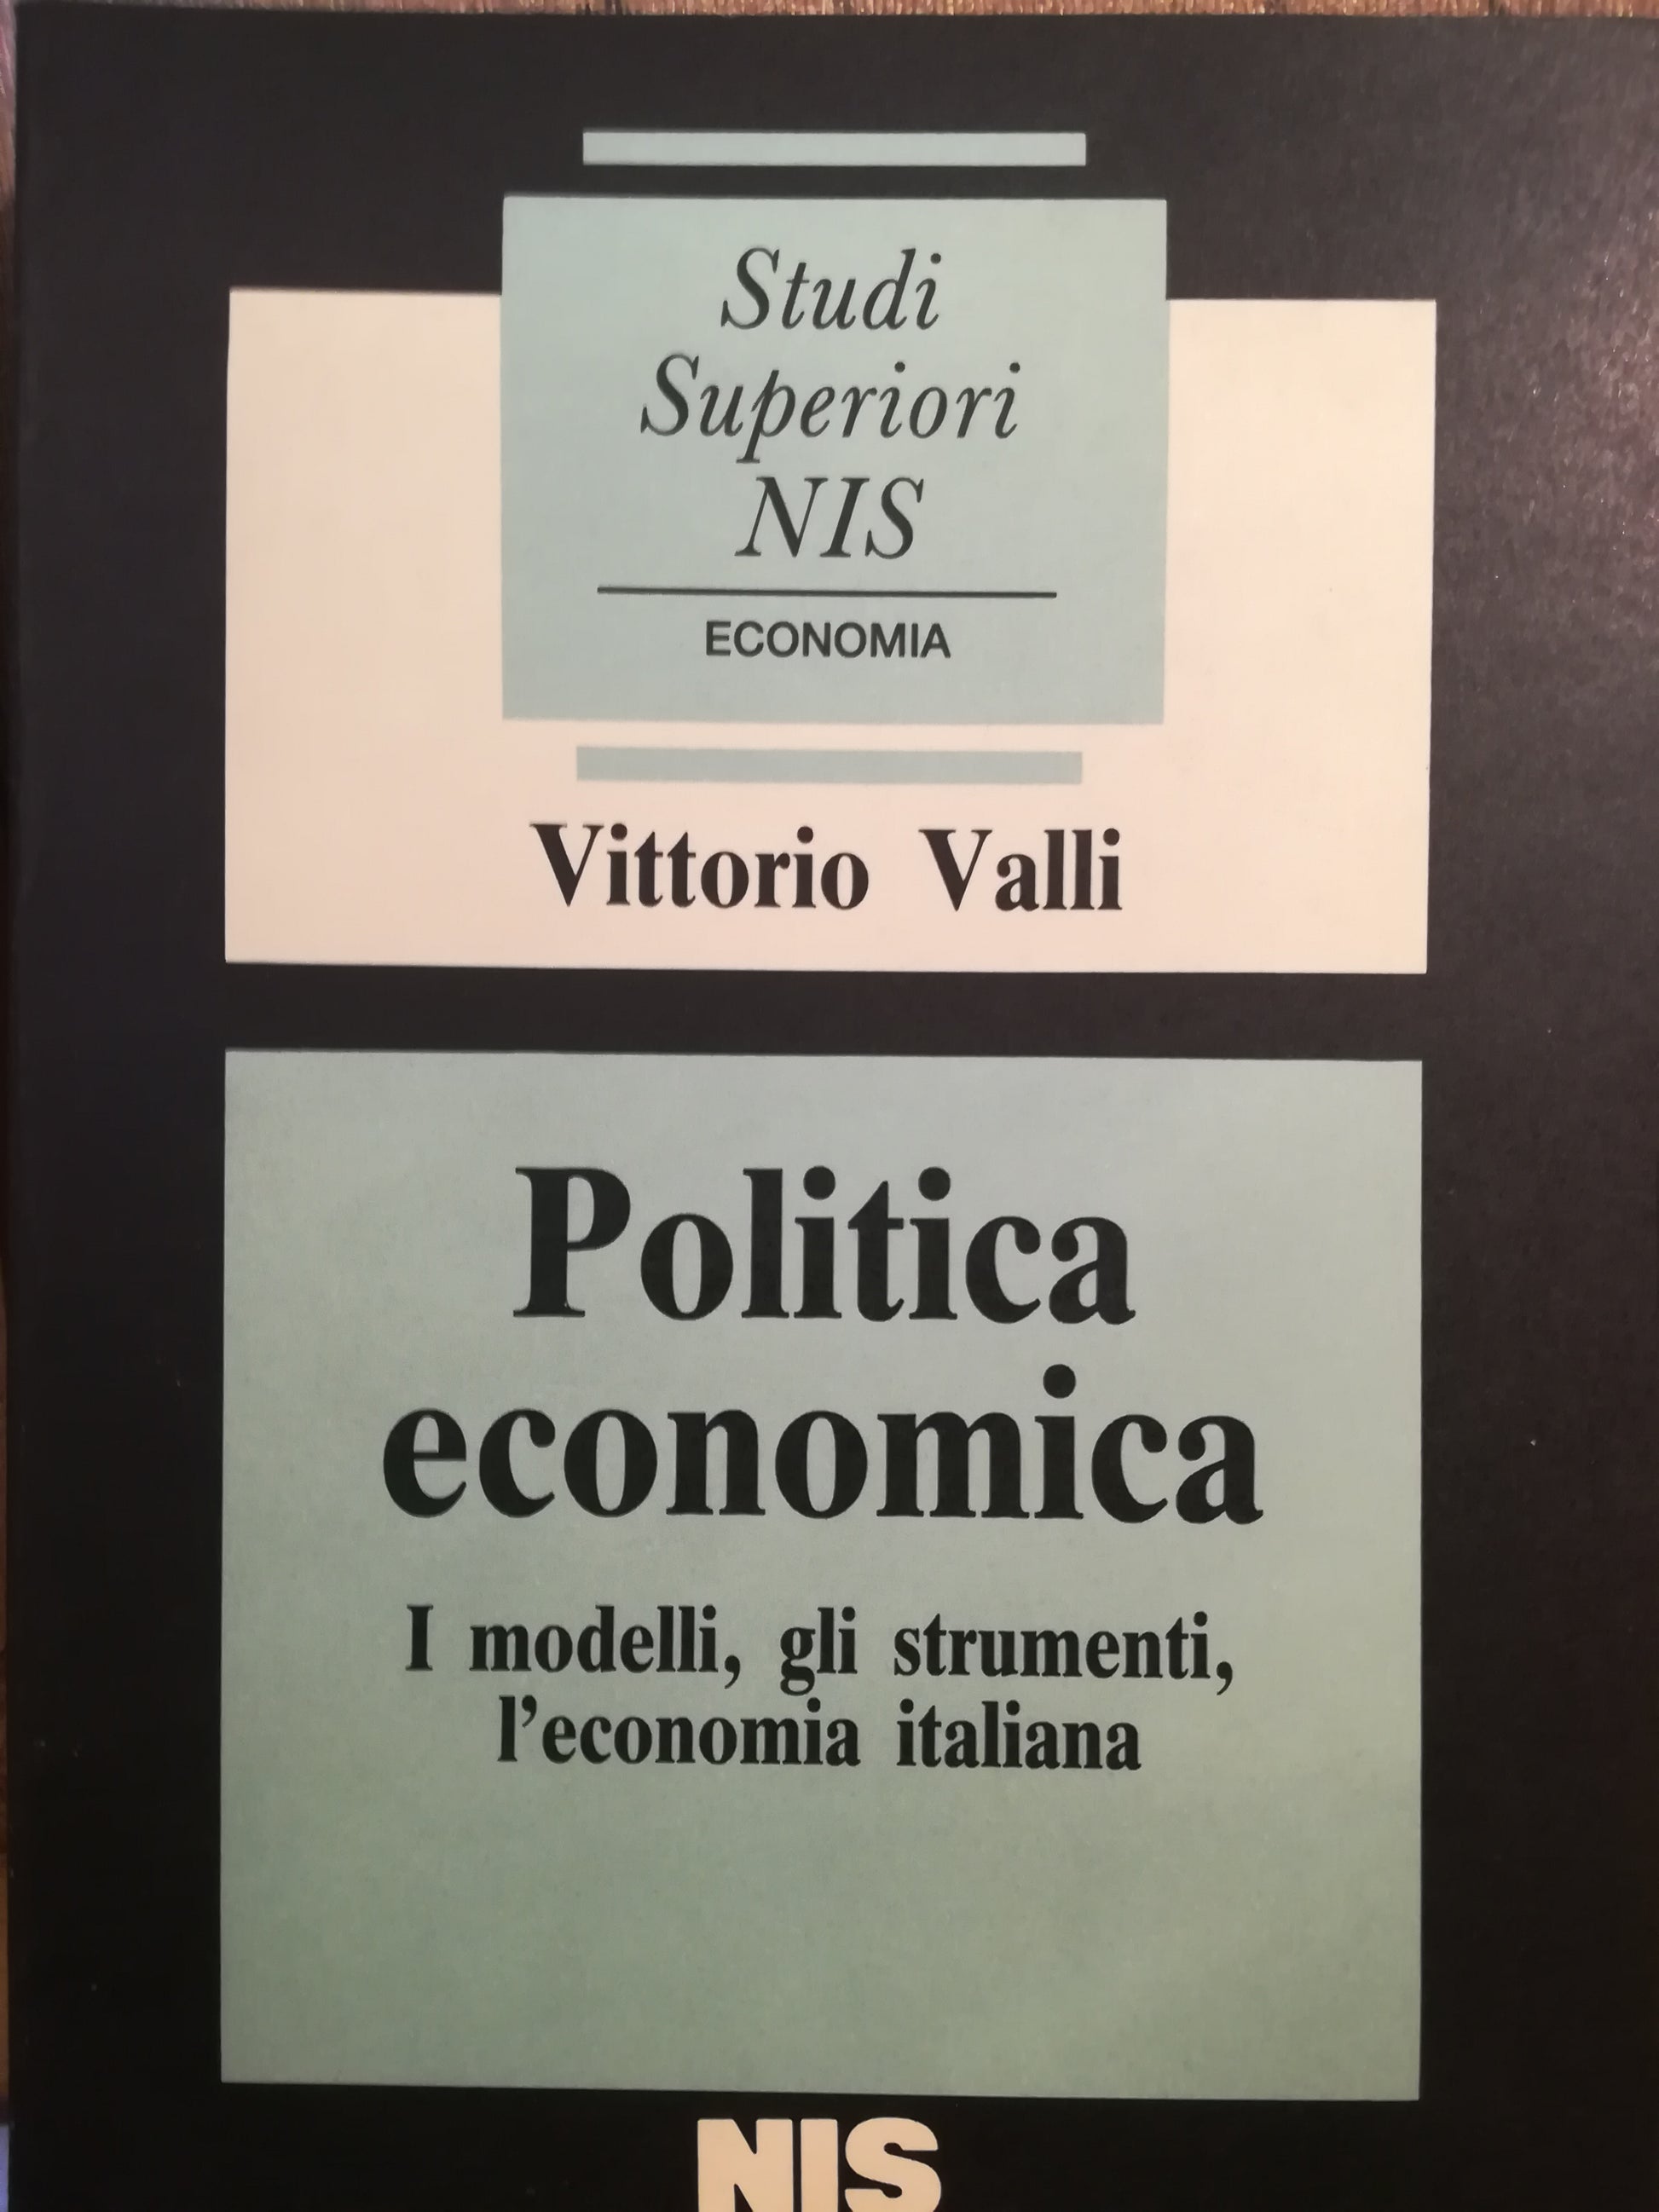 Studi
Superiori
NIS
ECONOMIA
Vittorio Valli
Politica
economica
I modelli, gli strumenti,
l’economia italiana
NIS